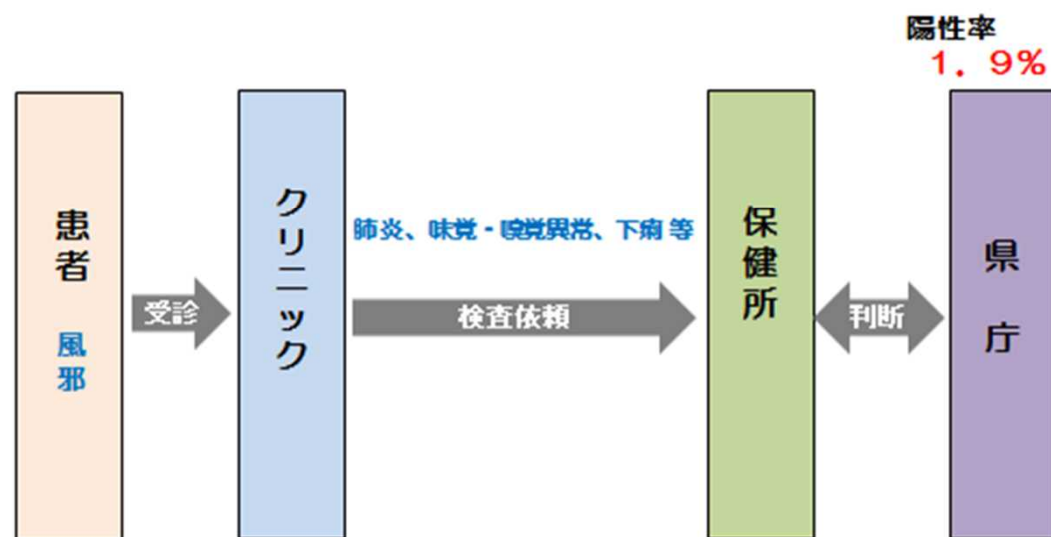 陽性率
1．9％
患者
風邪
受診
クリニック
肺炎、味覚・嗅覚異常、下痢 等
検査依頼
保健所
判断
県庁